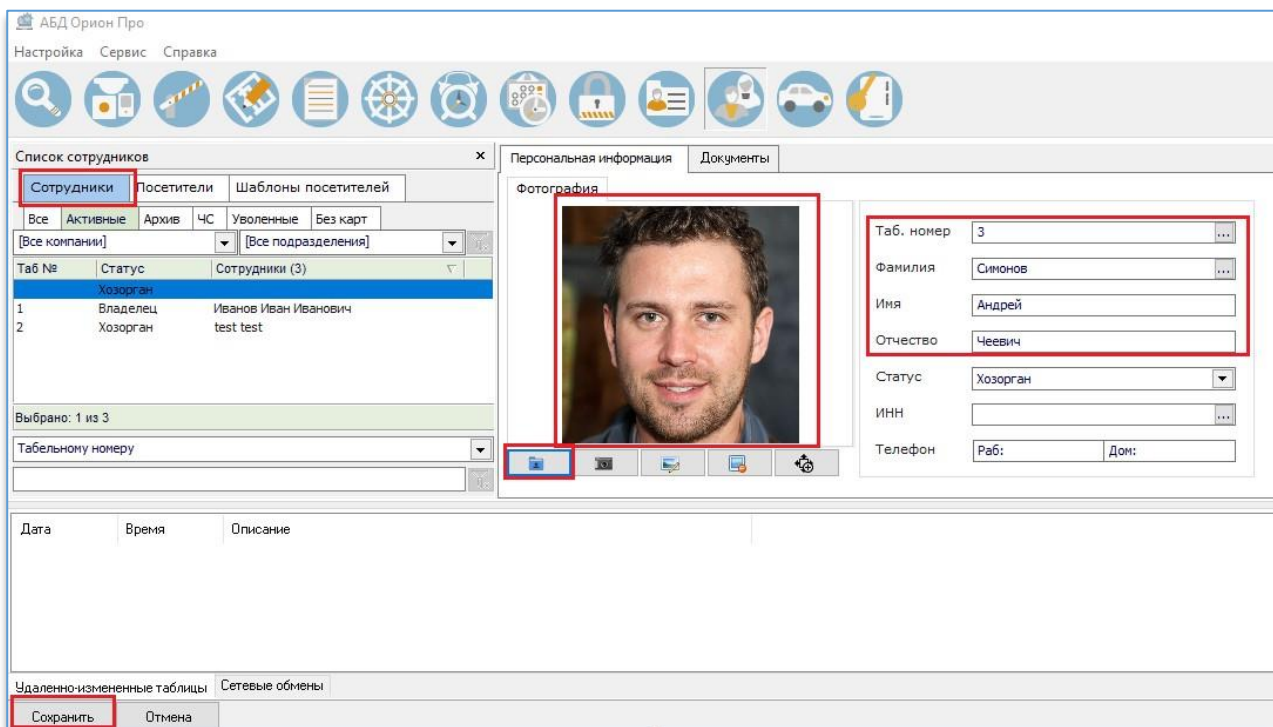 АБД Орион Про
Настройка Сервис Справка
Список сотрудников x
Сотрудники Посетители Шаблоны посетителей
Все Активные Архив ЧС Уволенные Без карт
[Все компании] [Все подразделения]
Таб № Статус Сотрудники (3)
Хозорган
1 Владелец Иванов Иван Иванович
2 Хозорган test test
Выбрано: 1 из 3
Табельному номеру
Персональная информация Документы
Фотография
Таб. номер 3 ...
Фамилия Симонов ...
Имя Андрей
Отчество Чеевич
Статус Хозорган
ИНН ...
Телефон Раб: Дом:
Дата Время Описание
Удаленно-измененные таблицы Сетевые обмены
Сохранить Отмена